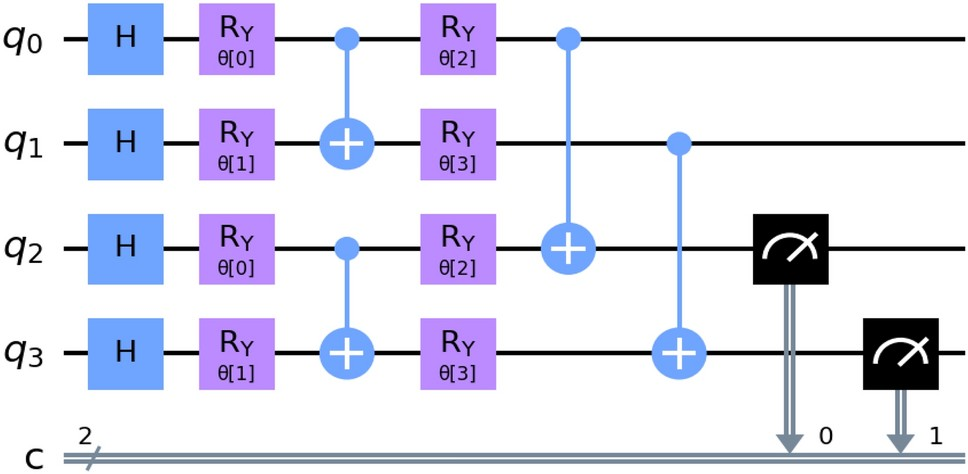 q0 H RY θ[0] RY θ[2]
q1 H RY θ[1] RY θ[3]
q2 H RY θ[0] RY θ[2]
q3 H RY θ[1] RY θ[3]
c 2 0 1